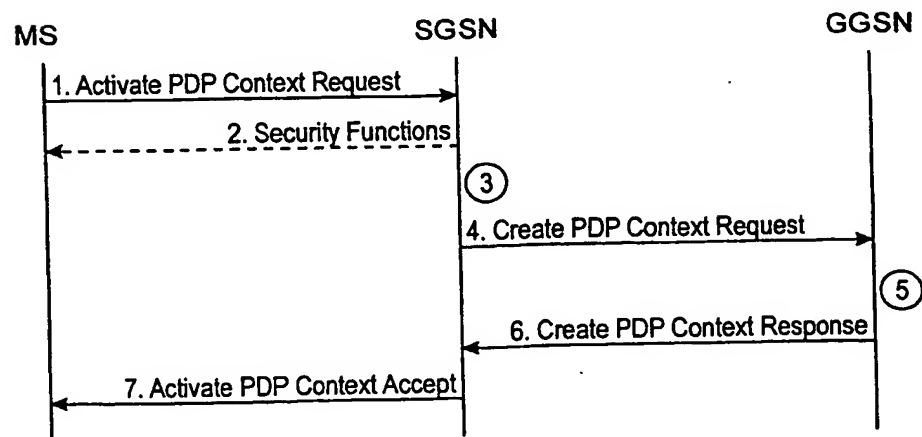 MS
SGSN
GGSN
1. Activate PDP Context Request
2. Security Functions
3
4. Create PDP Context Request
5
6. Create PDP Context Response
7. Activate PDP Context Accept